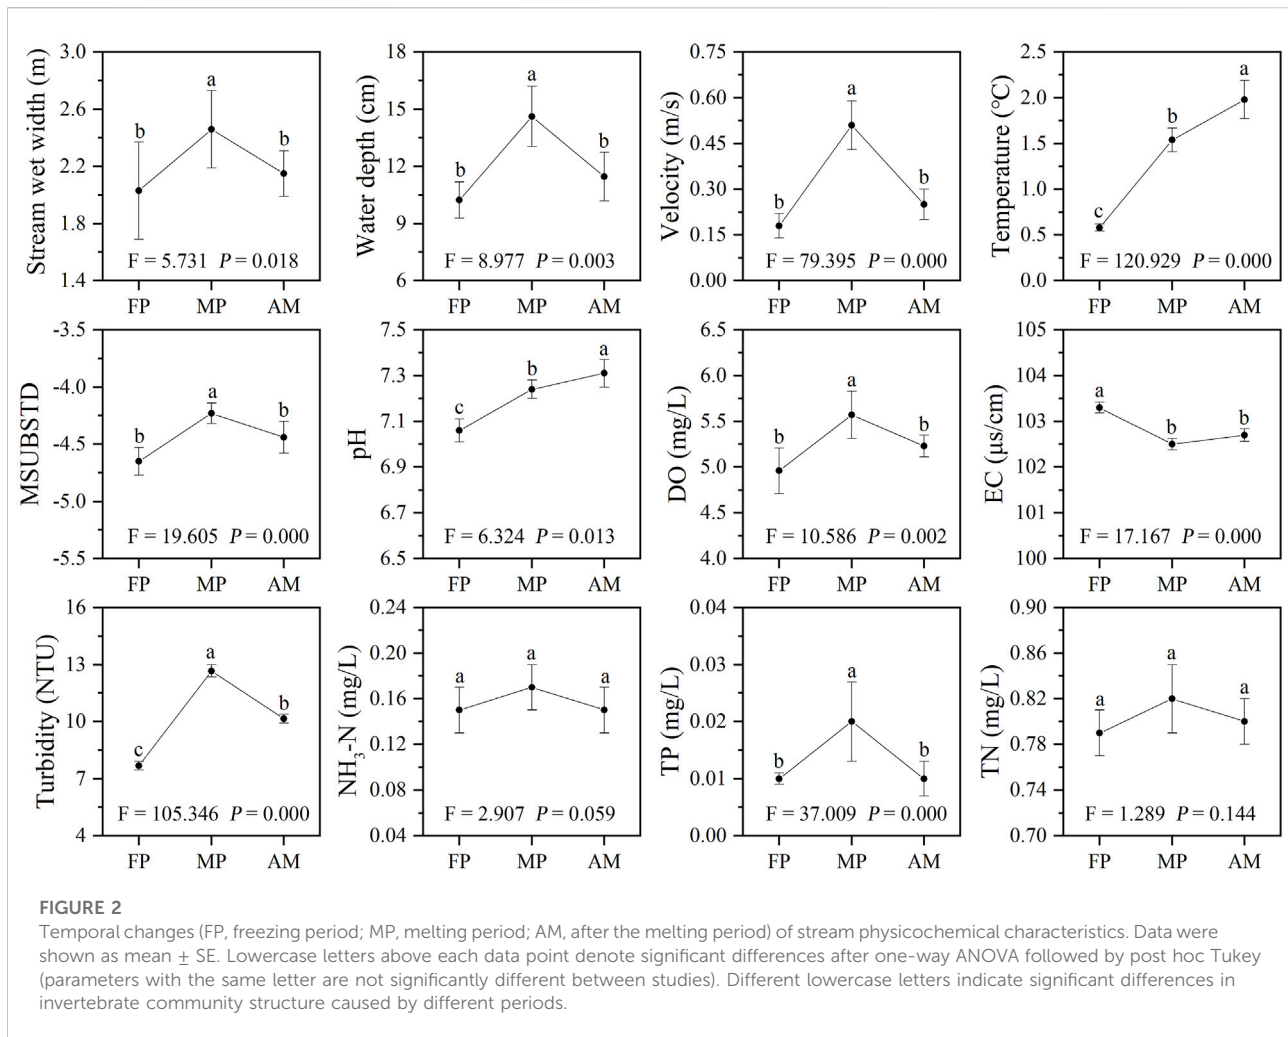 Stream wet width (m)
3.0
2.6
2.2
1.8
1.4
b
a
b
F = 5.731 P = 0.018
FP MP AM
Water depth (cm)
18
15
12
9
6
b
a
b
F = 8.977 P = 0.003
FP MP AM
Velocity (m/s)
0.75
0.60
0.45
0.30
0.15
0.00
b
a
b
F = 79.395 P = 0.000
FP MP AM
Temperature (°C)
2.5
2.0
1.5
1.0
0.5
0.0
c
b
a
F = 120.929 P = 0.000
FP MP AM
MSUBSTD
-3.5
-4.0
-4.5
-5.0
-5.5
b
a
b
F = 19.605 P = 0.000
FP MP AM
pH
7.5
7.3
7.1
6.9
6.7
6.5
c
b
a
F = 6.324 P = 0.013
FP MP AM
DO (mg/L)
6.5
6.0
5.5
5.0
4.5
4.0
b
a
b
F = 10.586 P = 0.002
FP MP AM
EC (μs/cm)
105
104
103
102
101
100
a
b
b
F = 17.167 P = 0.000
FP MP AM
Turbidity (NTU)
16
13
10
7
4
c
a
b
F = 105.346 P = 0.000
FP MP AM
NH3-N (mg/L)
0.24
0.20
0.16
0.12
0.08
0.04
a
a
a
F = 2.907 P = 0.059
FP MP AM
TP (mg/L)
0.04
0.03
0.02
0.01
0.00
b
a
b
F = 37.009 P = 0.000
FP MP AM
TN (mg/L)
0.90
0.86
0.82
0.78
0.74
0.70
a
a
a
F = 1.289 P = 0.144
FP MP AM
FIGURE 2
Temporal changes (FP, freezing period; MP, melting period; AM, after the melting period) of stream physicochemical characteristics. Data were
shown as mean ± SE. Lowercase letters above each data point denote significant differences after one-way ANOVA followed by post hoc Tukey
(parameters with the same letter are not significantly different between studies). Different lowercase letters indicate significant differences in
invertebrate community structure caused by different periods.